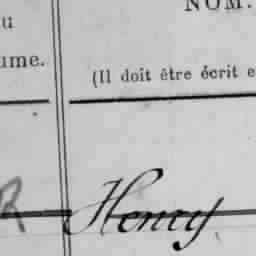 u
NOM.
ume.
(Il doit être écrit e
R
Henry